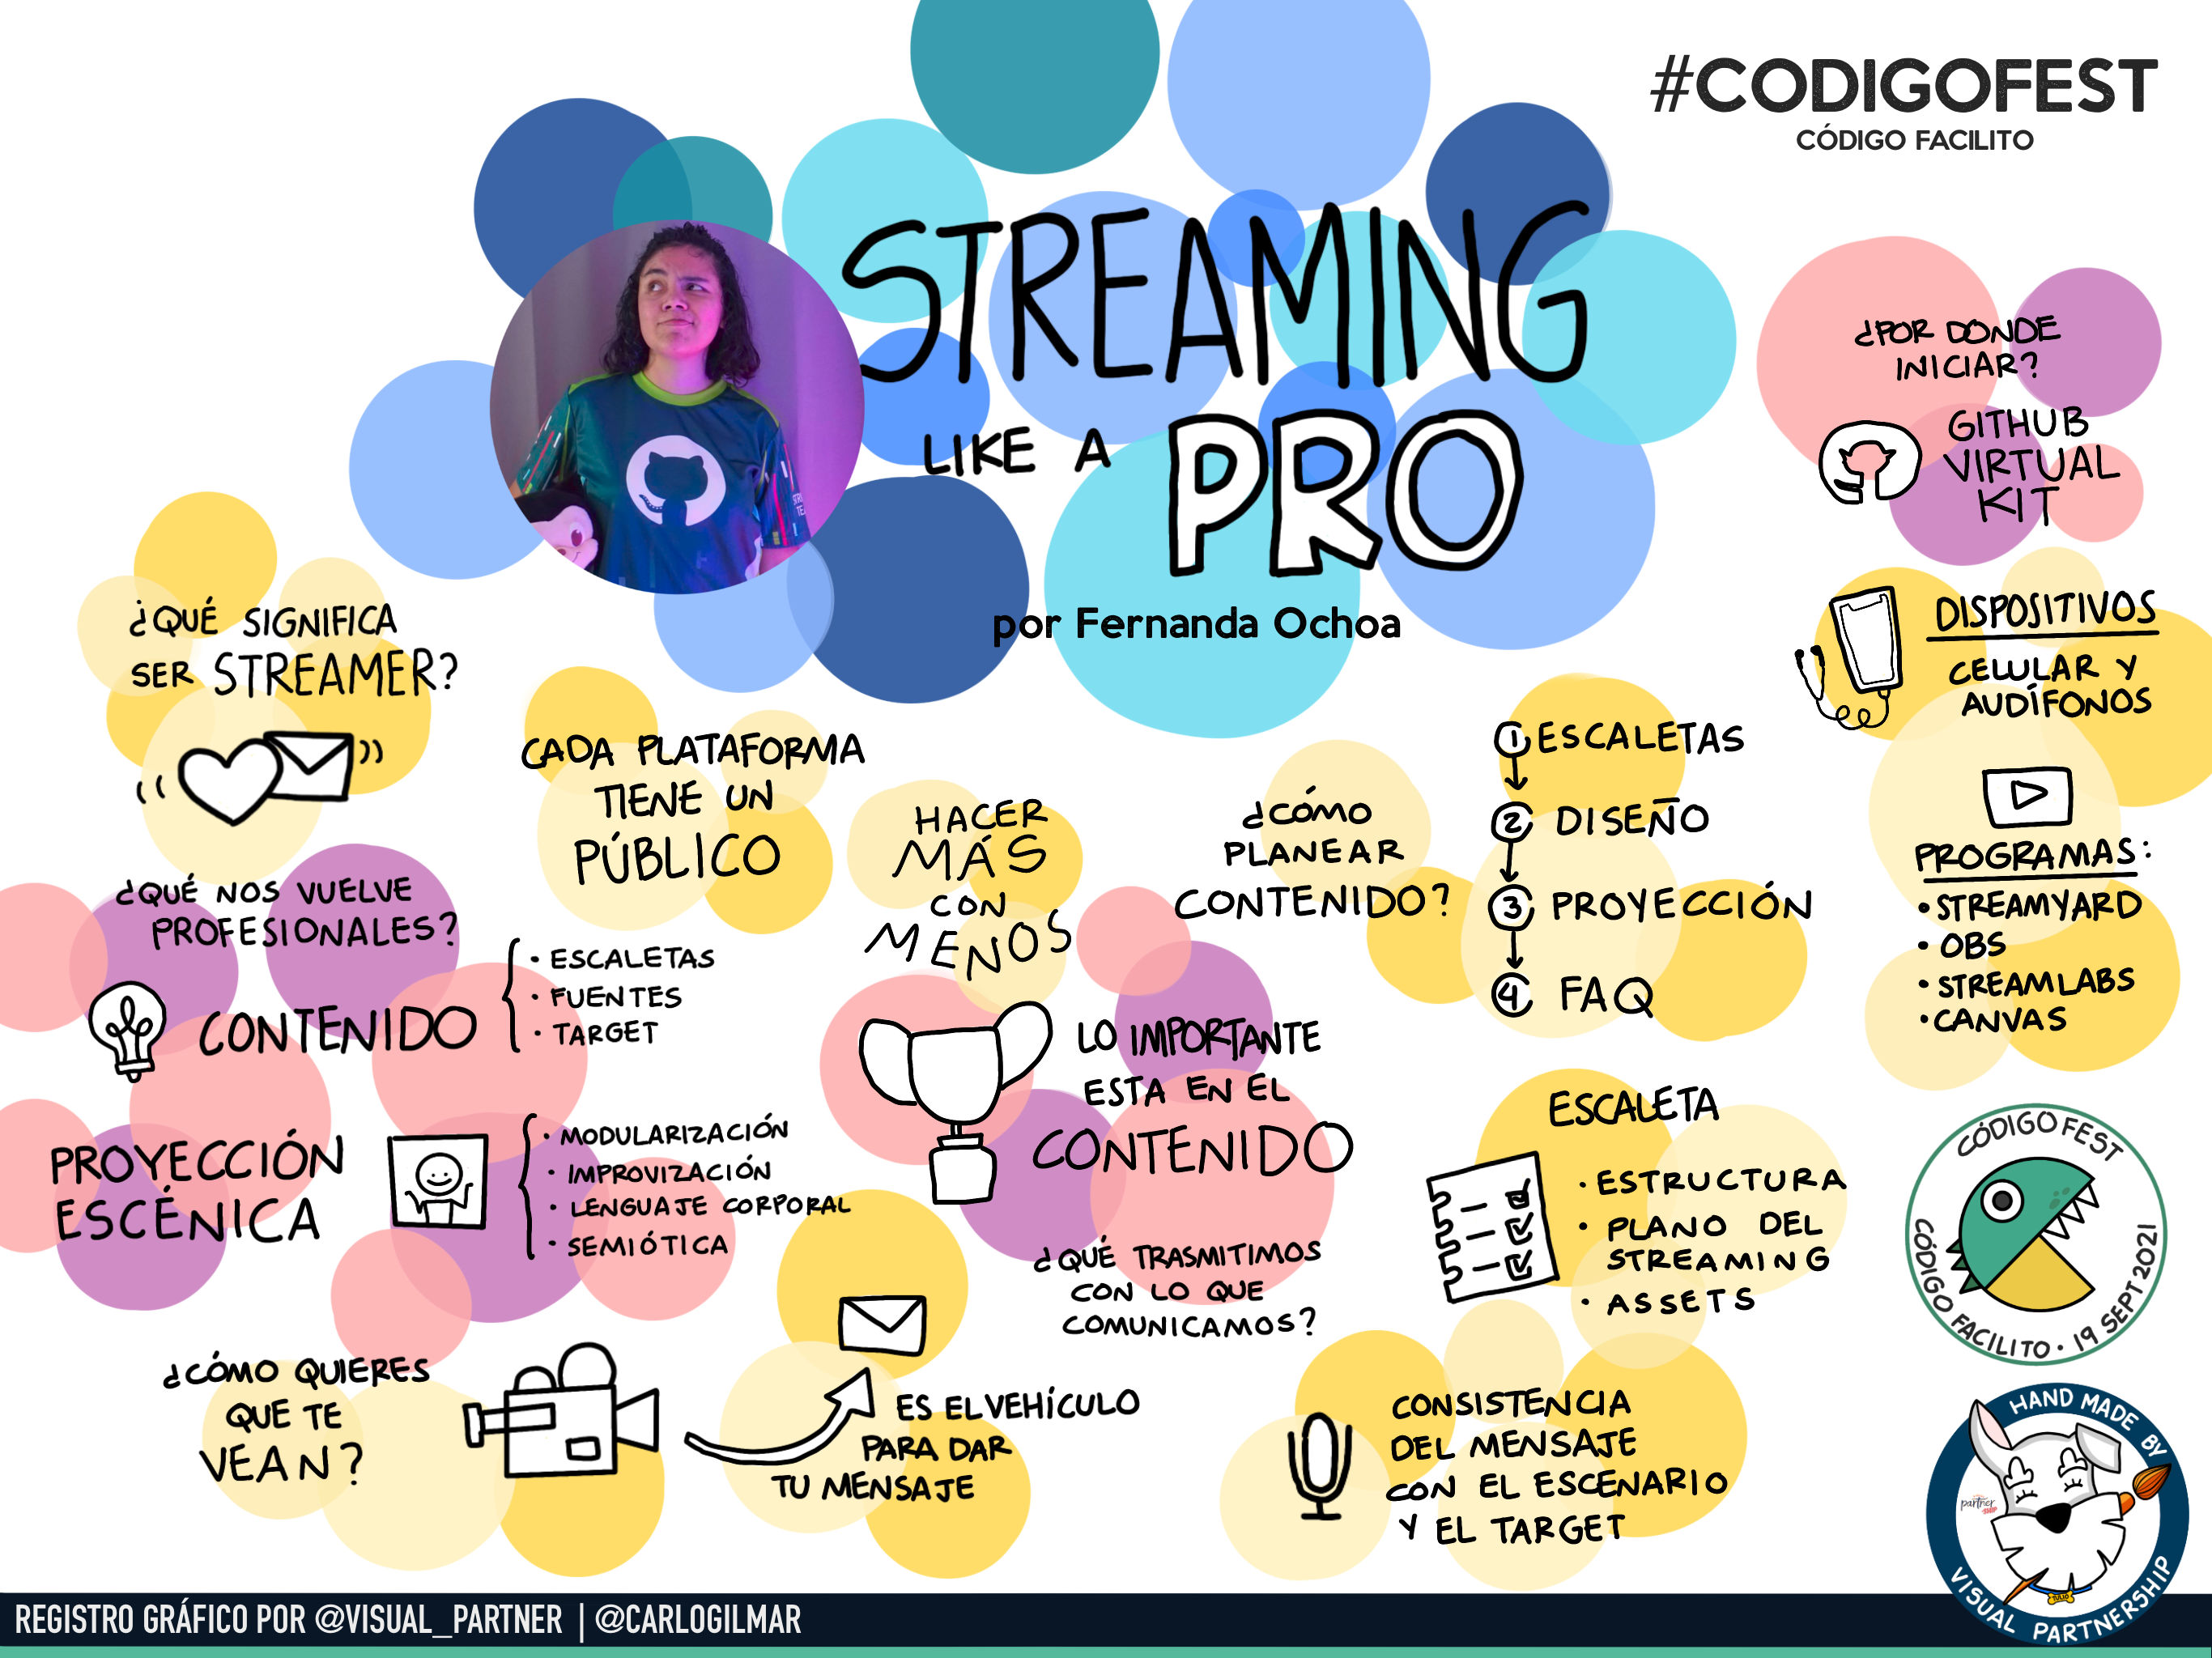 #CODIGOFEST
CÓDIGO FACILITO
STREAMING
LIKE A PRO
por Fernanda Ochoa
¿QUÉ SIGNIFICA
SER STREAMER?
¿QUÉ NOS VUELVE
PROFESIONALES?
CONTENIDO
• ESCALETAS
• FUENTES
• TARGET
PROYECCIÓN
ESCÉNICA
• MODULARIZACIÓN
• IMPROVIZACIÓN
• LENGUAJE CORPORAL
• SEMIÓTICA
¿CÓMO QUIERES
QUE TE
VEAN?
ES EL VEHÍCULO
PARA DAR
TU MENSAJE
CADA PLATAFORMA
TIENE UN
PÚBLICO
HACER
MÁS
CON
MENOS
LO IMPORTANTE
ESTA EN EL
CONTENIDO
¿QUÉ TRASMITIMOS
CON LO QUE
COMUNICAMOS?
¿CÓMO
PLANEAR
CONTENIDO?
1 ESCALETAS
2 DISEÑO
3 PROYECCIÓN
4 FAQ
ESCALETA
• ESTRUCTURA
• PLANO DEL
STREAMING
• ASSETS
CONSISTENCIA
DEL MENSAJE
CON EL ESCENARIO
Y EL TARGET
¿POR DONDE
INICIAR?
GITHUB
VIRTUAL
KIT
DISPOSITIVOS
CELULAR Y
AUDÍFONOS
PROGRAMAS:
• STREAMYARD
• OBS
• STREAMLABS
• CANVAS
CÓDIGO FEST
CÓDIGO FACILITO • 19 SEPT 2021
HAND MADE BY
partner
VISUAL PARTNERSHIP
REGISTRO GRÁFICO POR @VISUAL_PARTNER | @CARLOGILMAR